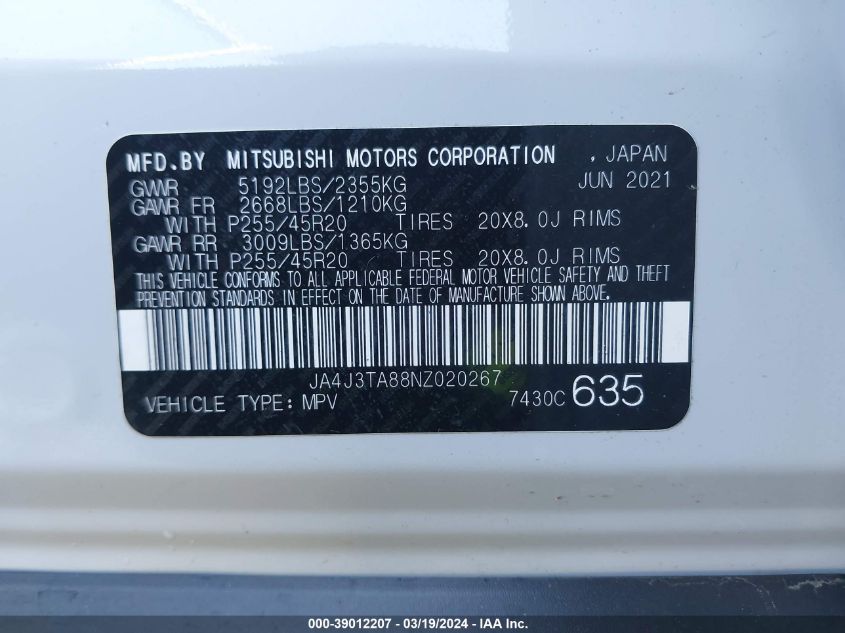 MFD.BY MITSUBISHI MOTORS CORPORATION , JAPAN
GVWR 5192LBS/2355KG JUN 2021
GAWR FR 2668LBS/1210KG
WITH P255/45R20 TIRES 20X8.0J RIMS
GAWR RR 3009LBS/1365KG
WITH P255/45R20 TIRES 20X8.0J RIMS
THIS VEHICLE CONFORMS TO ALL APPLICABLE FEDERAL MOTOR VEHICLE SAFETY AND THEFT
PREVENTION STANDARDS IN EFFECT ON THE DATE OF MANUFACTURE SHOWN ABOVE.
JA4J3TA88NZ020267
VEHICLE TYPE: MPV 7430C 635
000-39012207 - 03/19/2024 - IAA Inc.